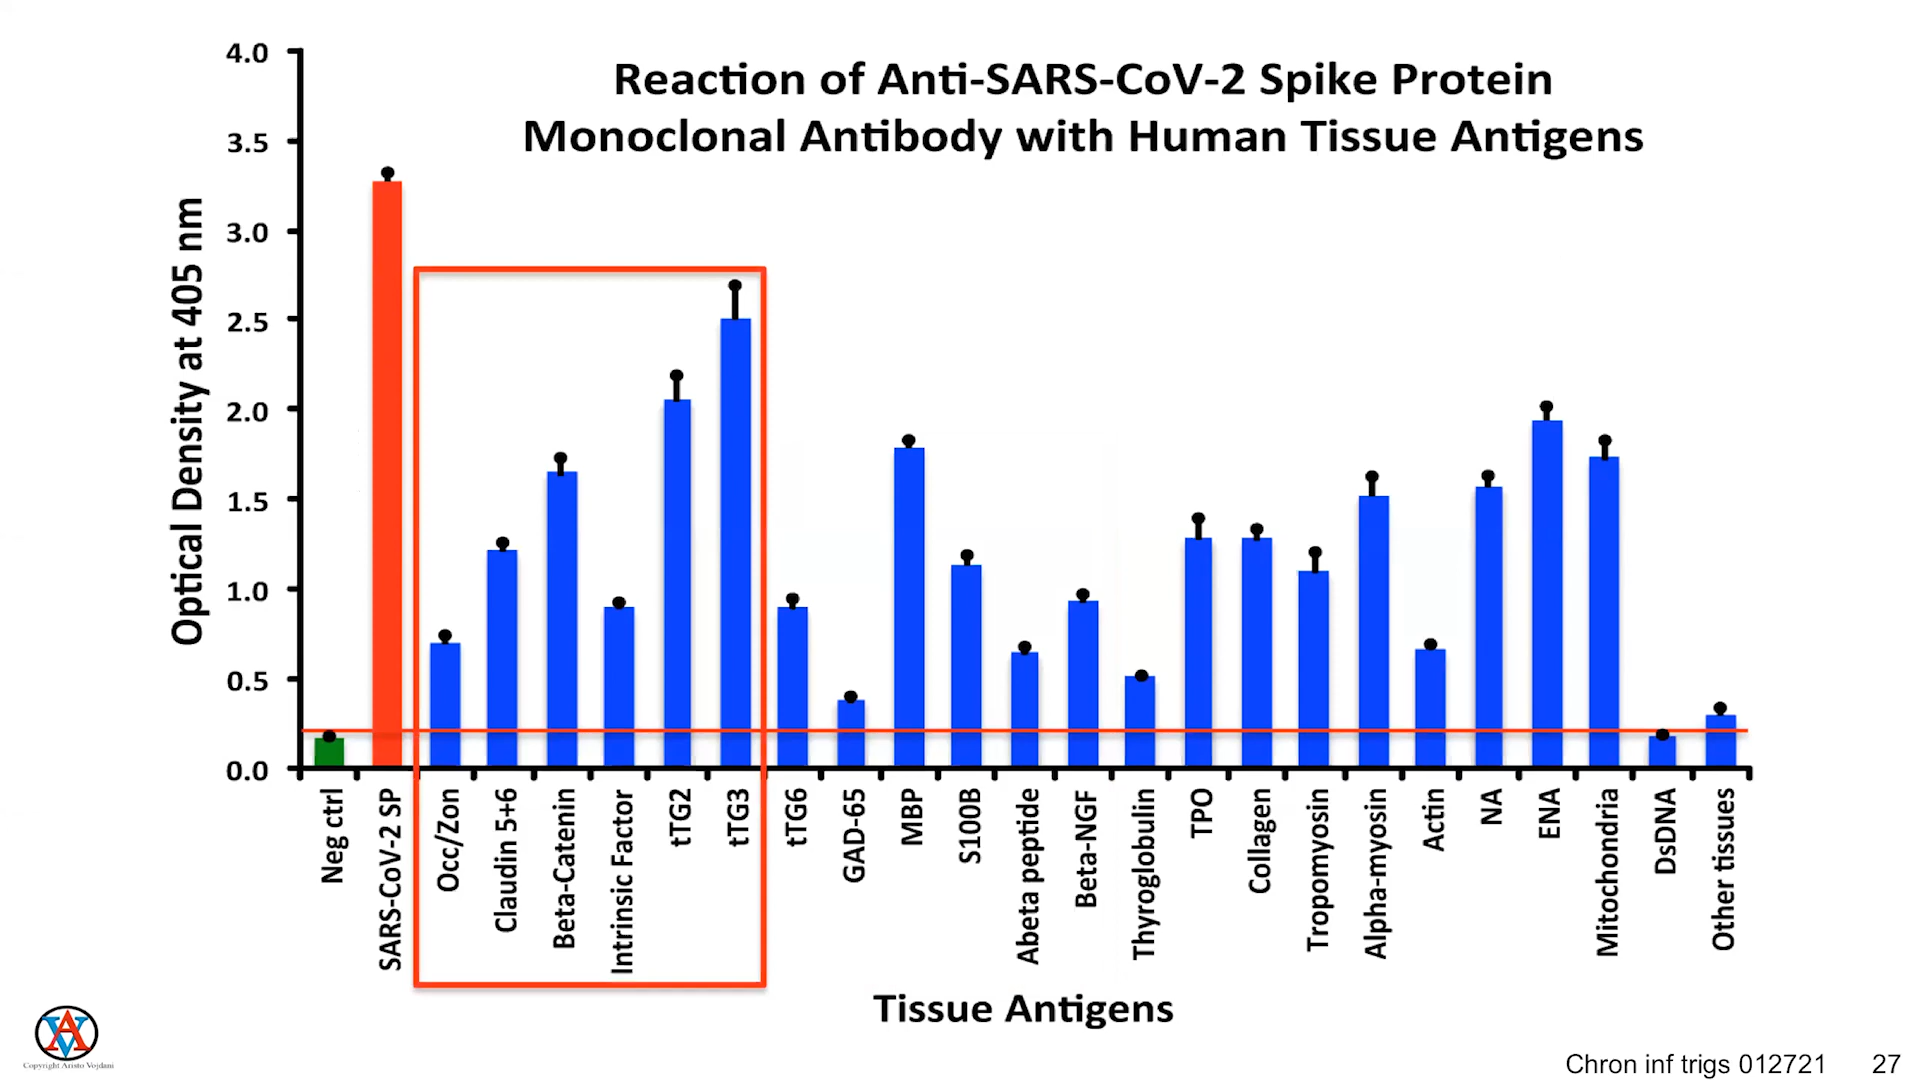 Reaction of Anti-SARS-CoV-2 Spike Protein
Monoclonal Antibody with Human Tissue Antigens
Optical Density at 405 nm
4.0
3.5
3.0
2.5
2.0
1.5
1.0
0.5
0.0
Neg ctrl
SARS-CoV-2 SP
Occ/Zon
Claudin 5+6
Beta-Catenin
Intrinsic Factor
tTG2
tTG3
tTG6
GAD-65
MBP
S100B
Abeta peptide
Beta-NGF
Thyroglobulin
TPO
Collagen
Tropomyosin
Alpha-myosin
Actin
NA
ENA
Mitochondria
DsDNA
Other tissues
Tissue Antigens
AV
Copyright Aristo Vojdani
Chron inf trigs 012721
27